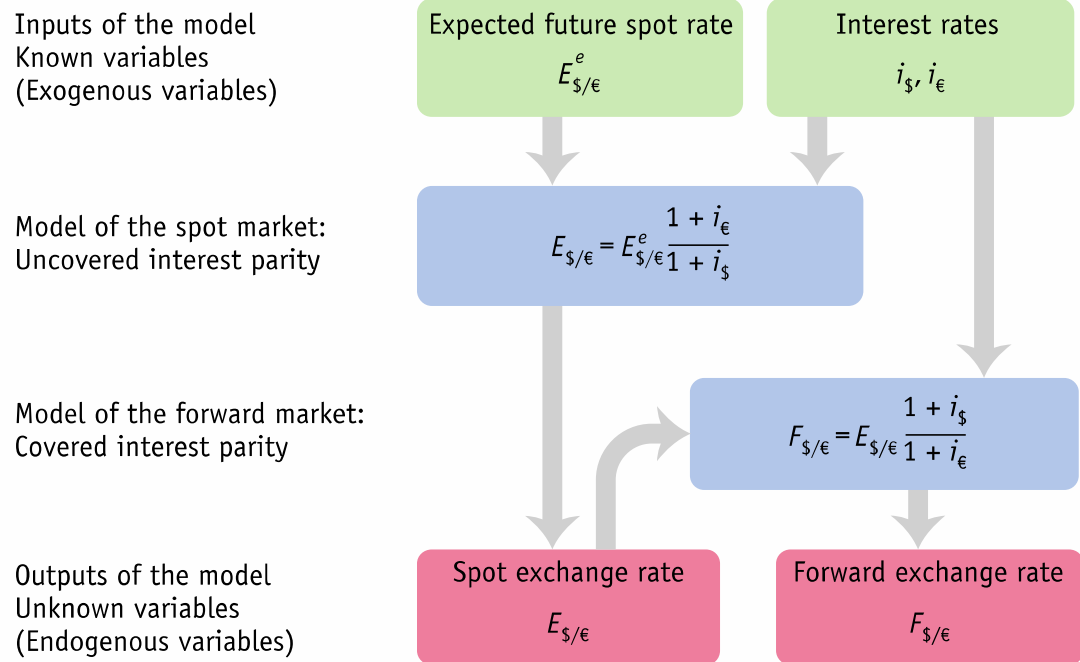 Inputs of the model
Known variables
(Exogenous variables)
Expected future spot rate
E^e_$/€
Interest rates
i_$, i_€
Model of the spot market:
Uncovered interest parity
E_$/€ = E^e_$/€ (1 + i_€)/(1 + i_$)
Model of the forward market:
Covered interest parity
F_$/€ = E_$/€ (1 + i_$)/(1 + i_€)
Outputs of the model
Unknown variables
(Endogenous variables)
Spot exchange rate
E_$/€
Forward exchange rate
F_$/€